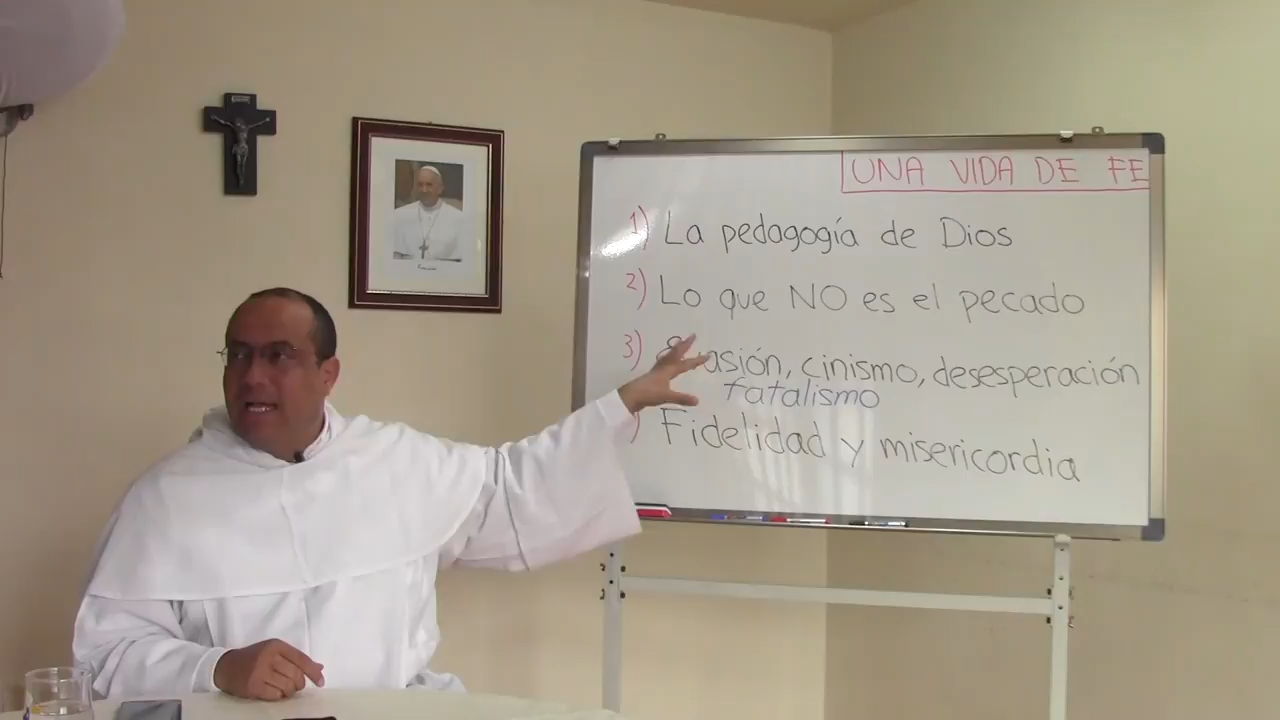 UNA VIDA DE FE
1) La pedagogía de Dios
2) Lo que NO es el pecado
3) cinismo, desesperación
fatalismo
) Fidelidad y misericordia